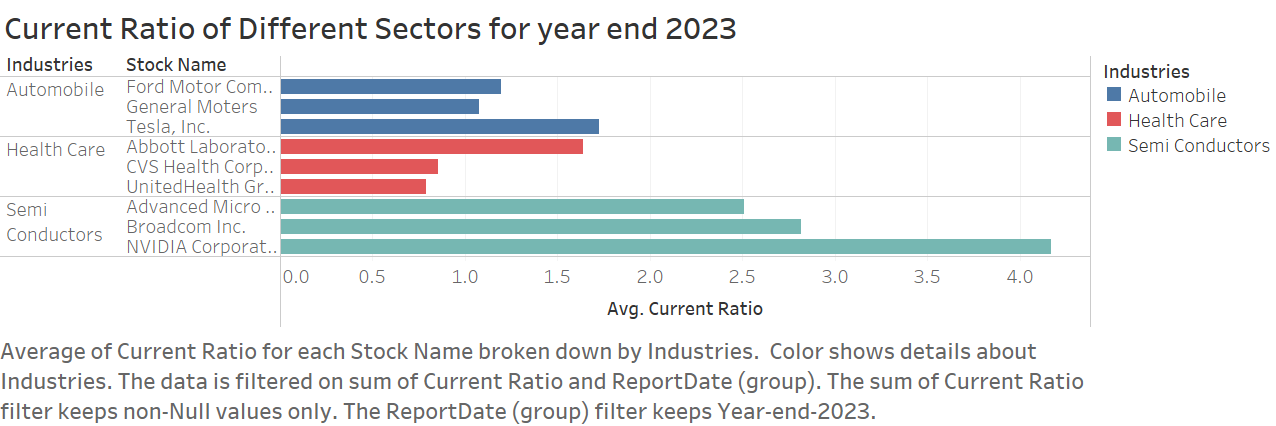 Current Ratio of Different Sectors for year end 2023
Industries Stock Name
Automobile Ford Motor Com..
General Moters
Tesla, Inc.
Health Care Abbott Laborato..
CVS Health Corp..
UnitedHealth Gr..
Semi Conductors Advanced Micro ..
Broadcom Inc.
NVIDIA Corporat..
0.0 0.5 1.0 1.5 2.0 2.5 3.0 3.5 4.0
Avg. Current Ratio
Industries
Automobile
Health Care
Semi Conductors
Average of Current Ratio for each Stock Name broken down by Industries.  Color shows details about
Industries. The data is filtered on sum of Current Ratio and ReportDate (group). The sum of Current Ratio
filter keeps non-Null values only. The ReportDate (group) filter keeps Year-end-2023.